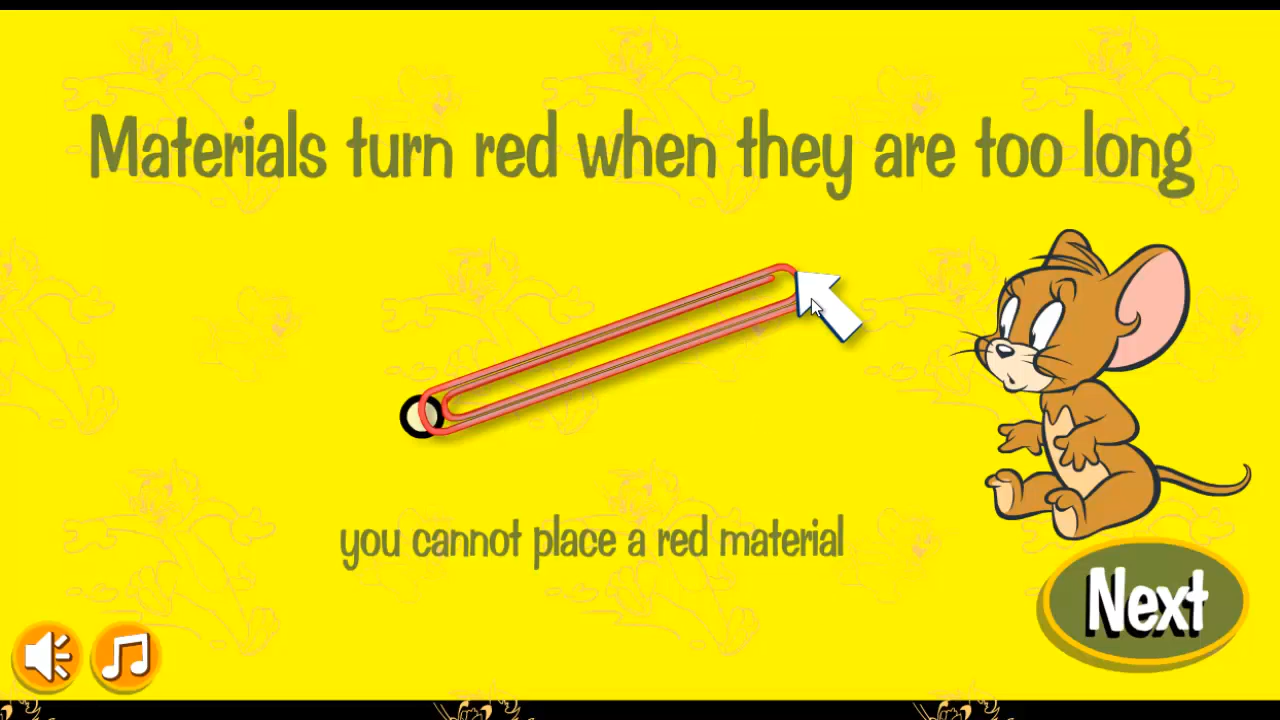 Materials turn red when they are too long
you cannot place a red material
Next